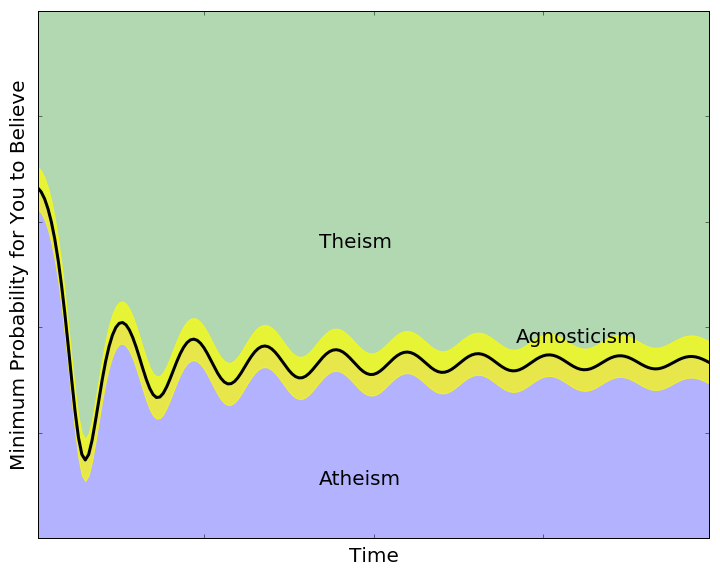 Minimum Probability for You to Believe
Theism
Agnosticism
Atheism
Time